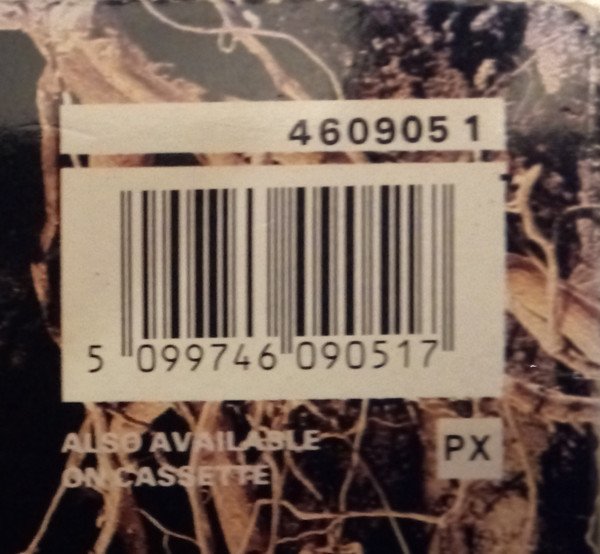 460905 1
5 099746 090517
ALSO AVAILABLE
ON CASSETTE
PX